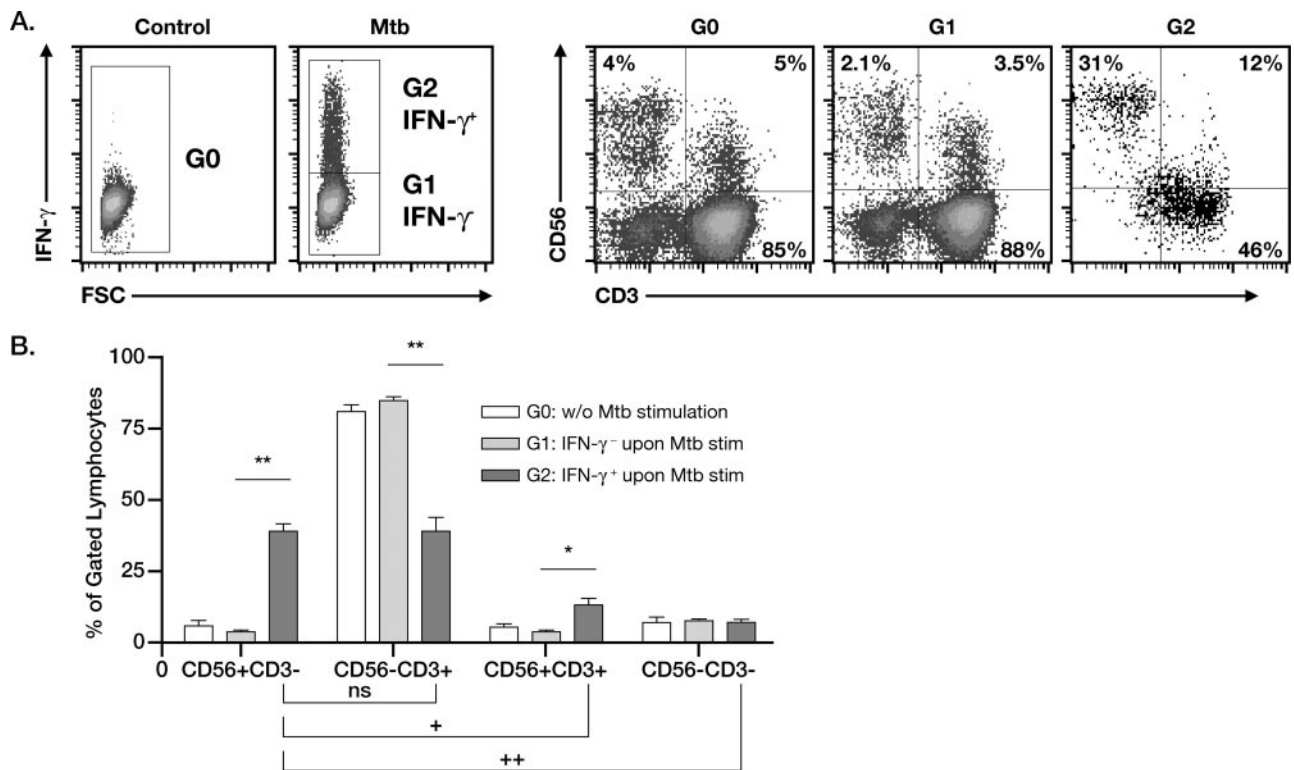 A.
Control
Mtb
G0
G1
G2
IFN-γ
G0
G2
IFN-γ⁺
G1
IFN-γ⁻
FSC
CD56
4%
5%
85%
2.1%
3.5%
88%
31%
12%
46%
CD3
B.
% of Gated Lymphocytes
100
75
50
25
0
0
**
**
*
G0: w/o Mtb stimulation
G1: IFN-γ⁻ upon Mtb stim
G2: IFN-γ⁺ upon Mtb stim
CD56+CD3-
CD56-CD3+
CD56+CD3+
CD56-CD3-
ns
+
++